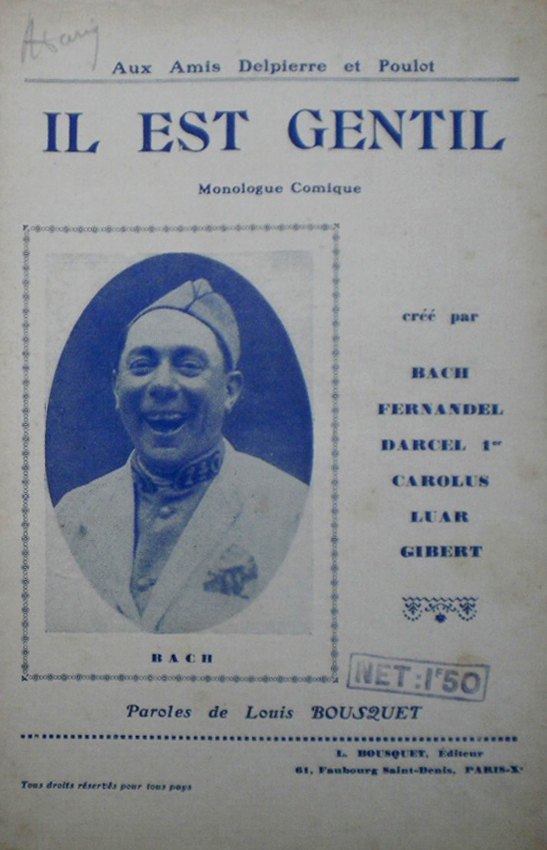 Aux Amis Delpierre et Poulot
IL EST GENTIL
Monologue Comique
créé par
BACH
FERNANDEL
DARCEL 1er
CAROLUS
LUAR
GIBERT
BACH
NET : 1f50
Paroles de Louis BOUSQUET
L. BOUSQUET, Éditeur
61, Faubourg Saint-Denis, PARIS-Xe
Tous droits réservés pour tous pays